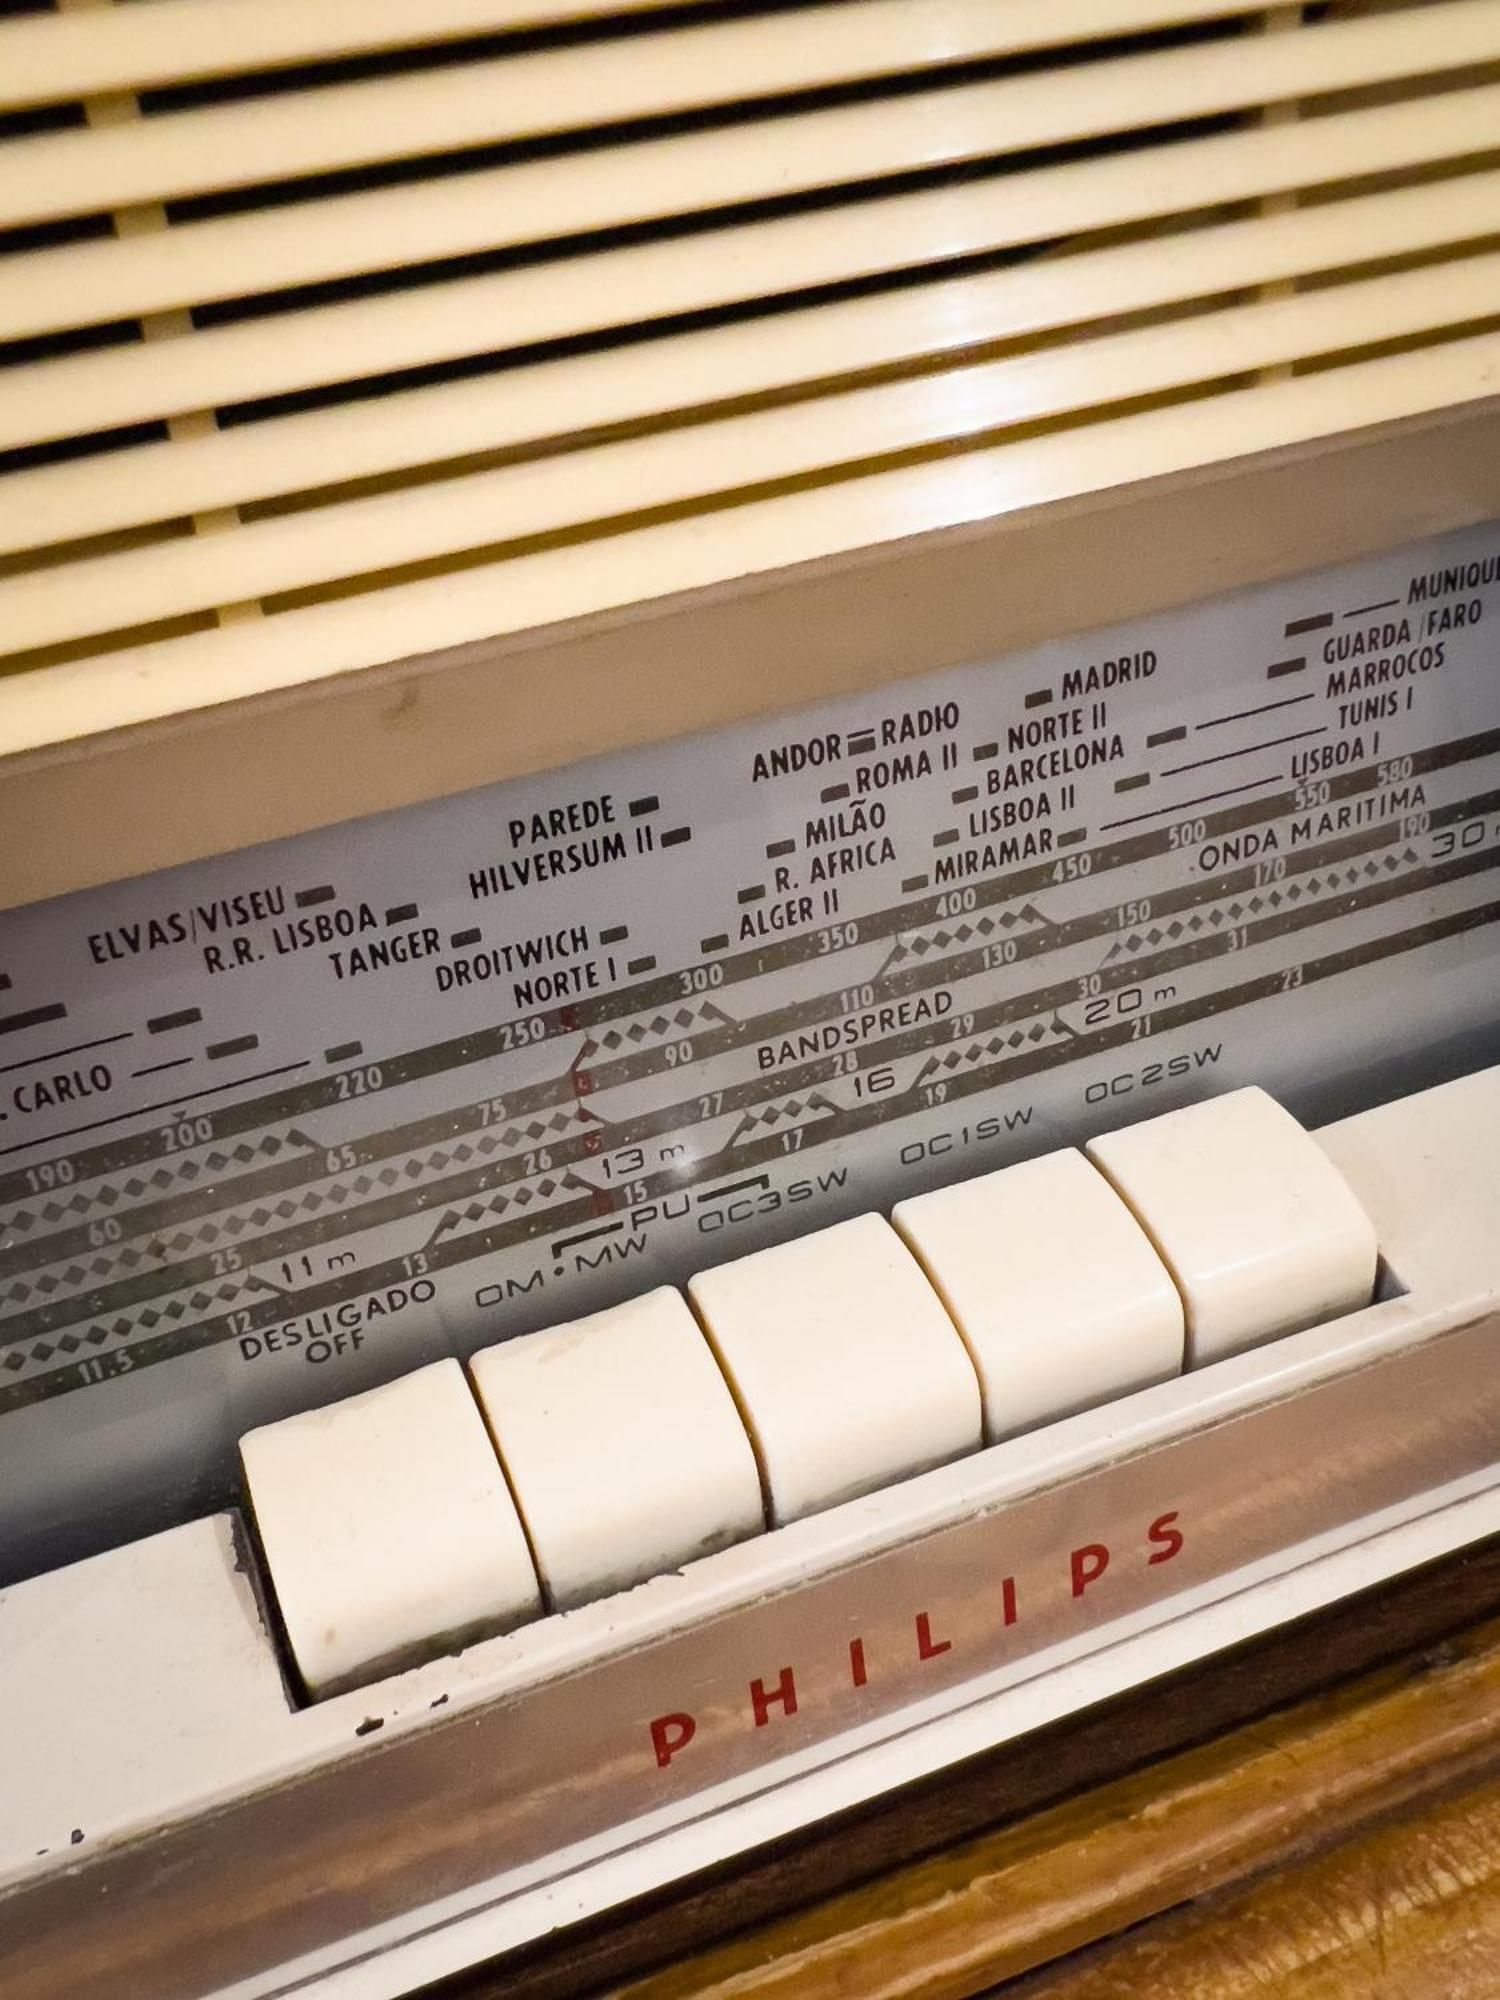 MUNIQU
GUARDA/FARO
MARROCOS
TUNIS I
LISBOA I
MADRID
NORTE II
BARCELONA
LISBOA II
MIRAMAR
ANDOR=RADIO
ROMA II
MILÃO
R. AFRICA
ALGER II
PAREDE
HILVERSUM II
ELVAS/VISEU
R.R. LISBOA
TANGER
DROITWICH
NORTE I
. CARLO
190 200 220 250 300 350 400 450 500 550 580
ONDA MARITIMA
60 65 75 90 110 130 150 170 190
BANDSPREAD
25 26 27 28 29 30 31
30
11 m 13 m 16 20 m
11.5 12 13 15 17 19 21 23
DESLIGADO
OFF
PU
OM•MW
OC3SW
OC1SW
OC2SW
PHILIPS